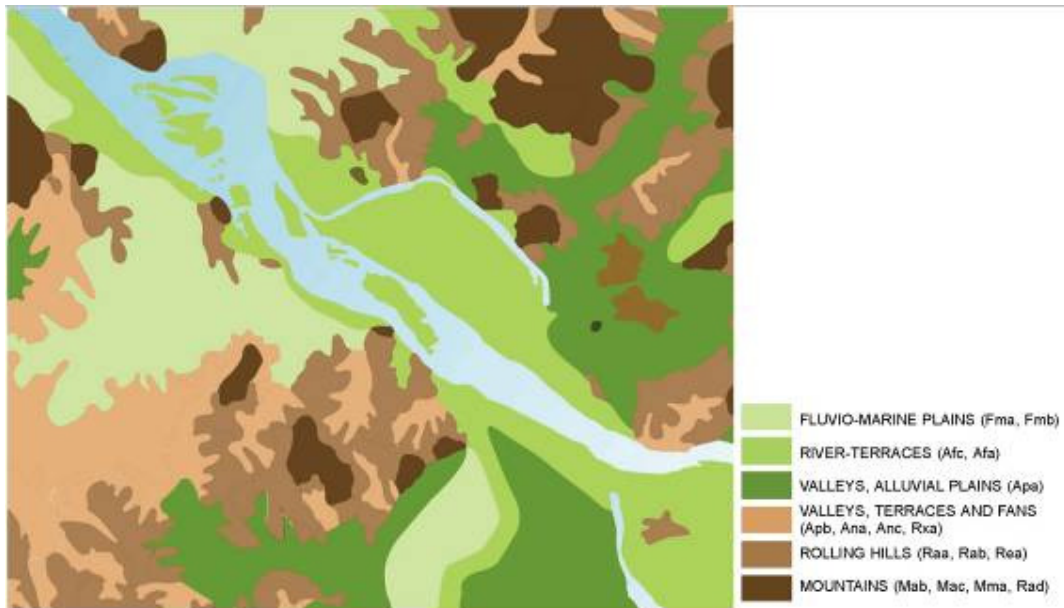 FLUVIO-MARINE PLAINS (Fma, Fmb)
RIVER-TERRACES (Afc, Afa)
VALLEYS, ALLUVIAL PLAINS (Apa)
VALLEYS, TERRACES AND FANS
(Apb, Ana, Anc, Rxa)
ROLLING HILLS (Raa, Rab, Rea)
MOUNTAINS (Mab, Mac, Mma, Rad)